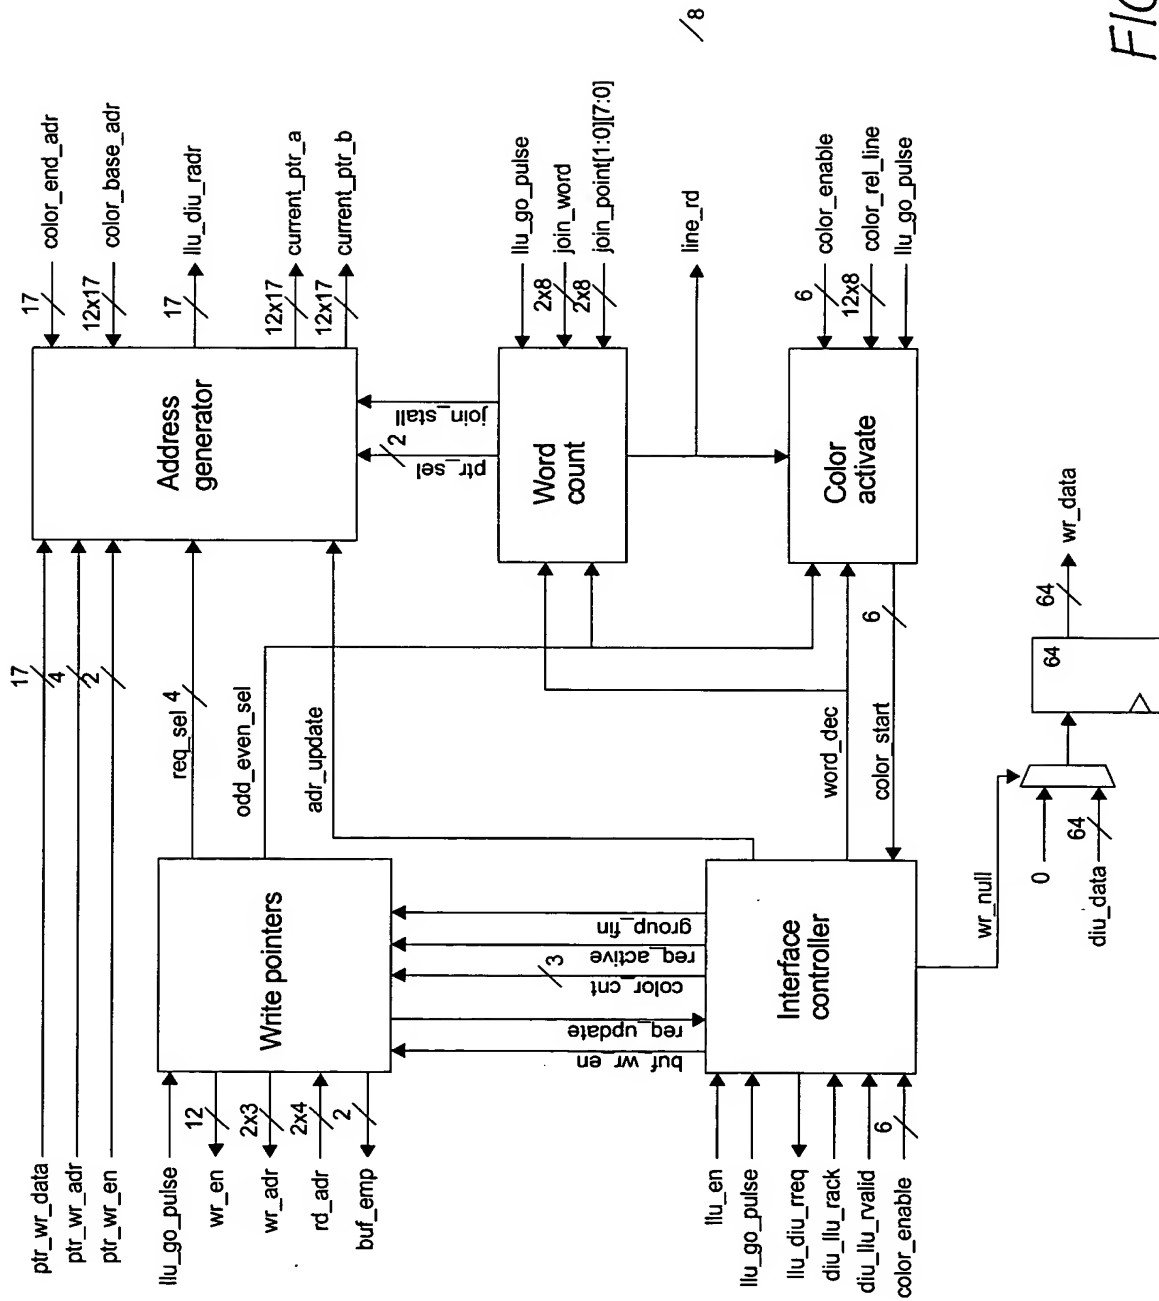 ptr_wr_data
17
ptr_wr_adr
4
ptr_wr_en
2
17
color_end_adr
12x17
color_base_adr
17
llu_diu_radr
12x17
current_ptr_a
12x17
current_ptr_b
Address
generator
req_sel
4
odd_even_sel
adr_update
llu_go_pulse
12
wr_en
2x3
wr_adr
2x4
rd_adr
2
buf_emp
Write pointers
ptr_sel
2
join_stall
Word
count
llu_go_pulse
2x8
join_word
2x8
join_point[1:0][7:0]
line_rd
8
buf_wr_en
req_update
color_cnt
3
req_active
group_fin
llu_en
llu_go_pulse
llu_diu_rreq
diu_llu_rack
diu_llu_rvalid
6
color_enable
Interface
controller
word_dec
color_start
6
Color
activate
6
color_enable
12x8
color_rel_line
llu_go_pulse
wr_null
0
64
diu_data
64
64
wr_data